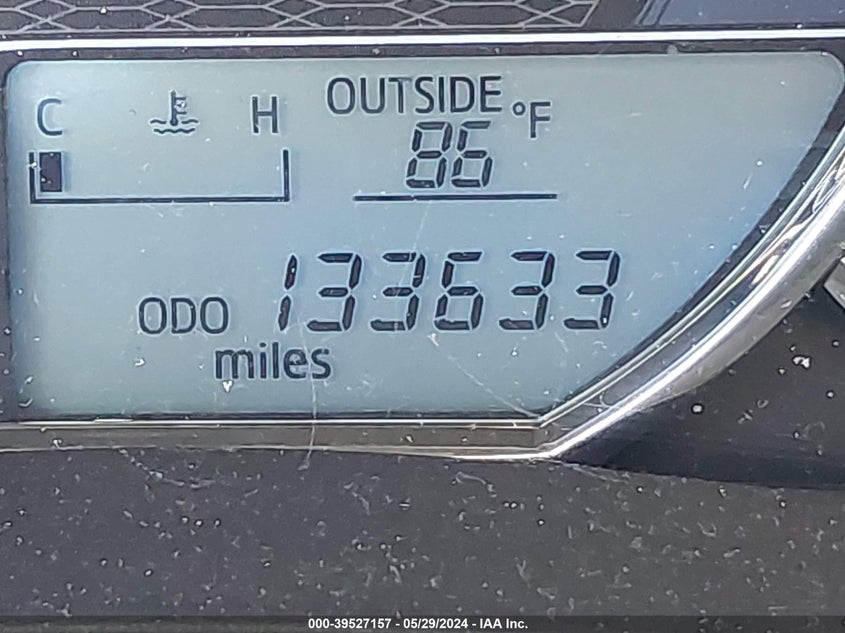 C H OUTSIDE °F
86
ODO 133633
miles
000-39527157 - 05/29/2024 - IAA Inc.